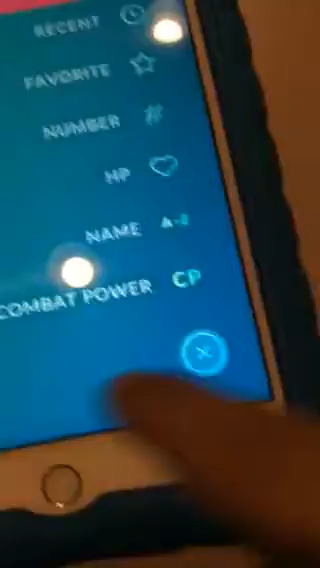 RECENT
FAVORITE
NUMBER #
HP
NAME A-Z
COMBAT POWER CP